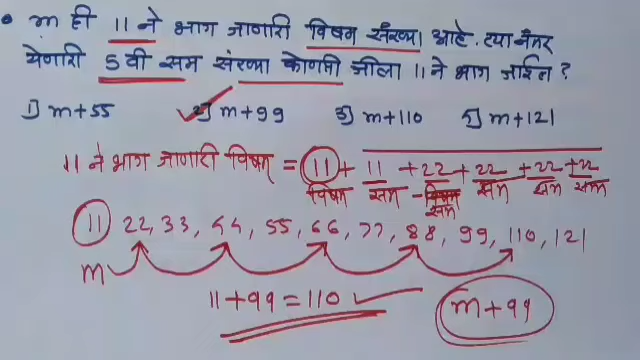 • m ही 11 ने भाग जाणारी विषम संख्या आहे. त्या नंतर
येणारी 5 वी सम संख्या कोणती जीला 11 ने भाग जाईल?
1) m+55 2) m+99 3) m+110 4) m+121
11 ने भाग जाणारी विषम = 11 + 11 + 22 + 22 + 22 + 22
विषम सम सम सम सम सम
11 22, 33, 44, 55, 66, 77, 88, 99, 110, 121
m
11+99=110 m+99